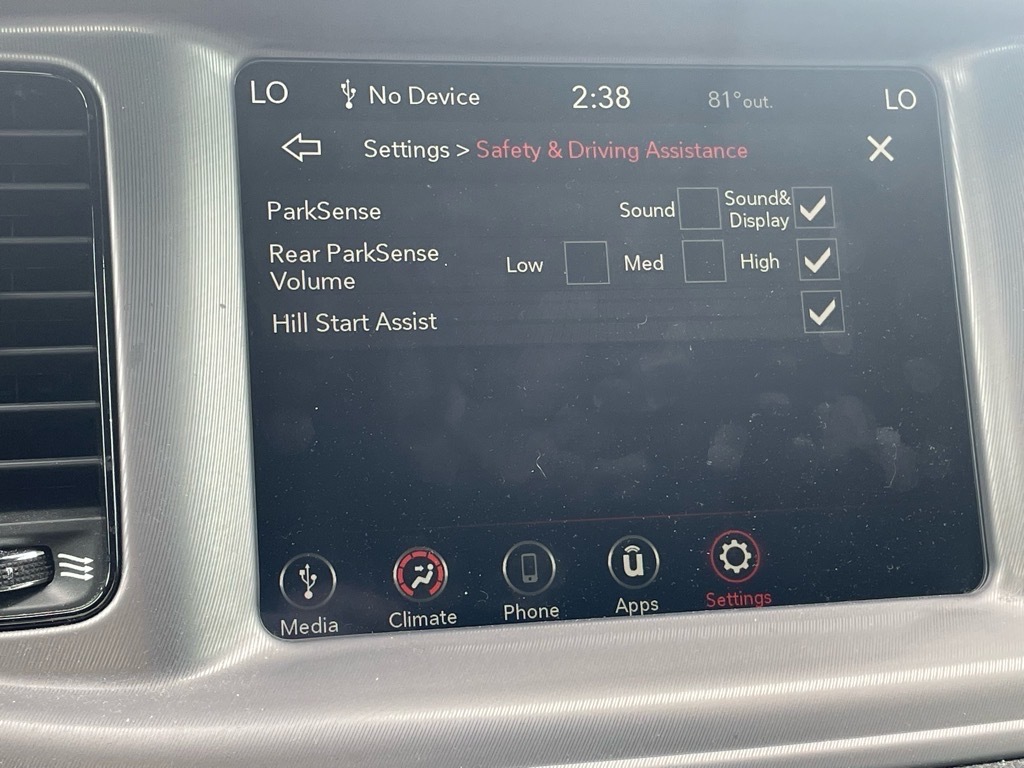 LO No Device 2:38 81°out. LO
Settings > Safety & Driving Assistance
ParkSense Sound Sound&
Display
Rear ParkSense
Volume Low Med High
Hill Start Assist
Media Climate Phone Apps Settings